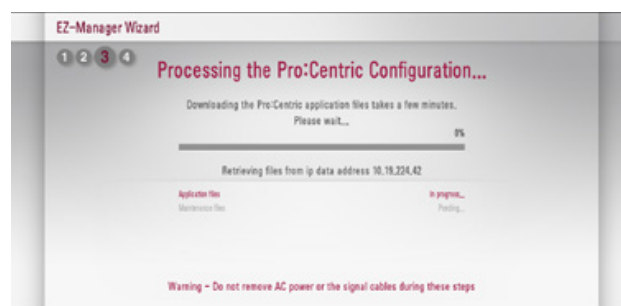 EZ-Manager Wizard
1 2 3 4
Processing the Pro:Centric Configuration...
Downloading the Pro:Centric application files takes a few minutes.
Please wait...
0%
Retrieving files from ip data address 10.19.224.42
Application files In progress...
Maintenance files Pending...
Warning - Do not remove AC power or the signal cables during these steps